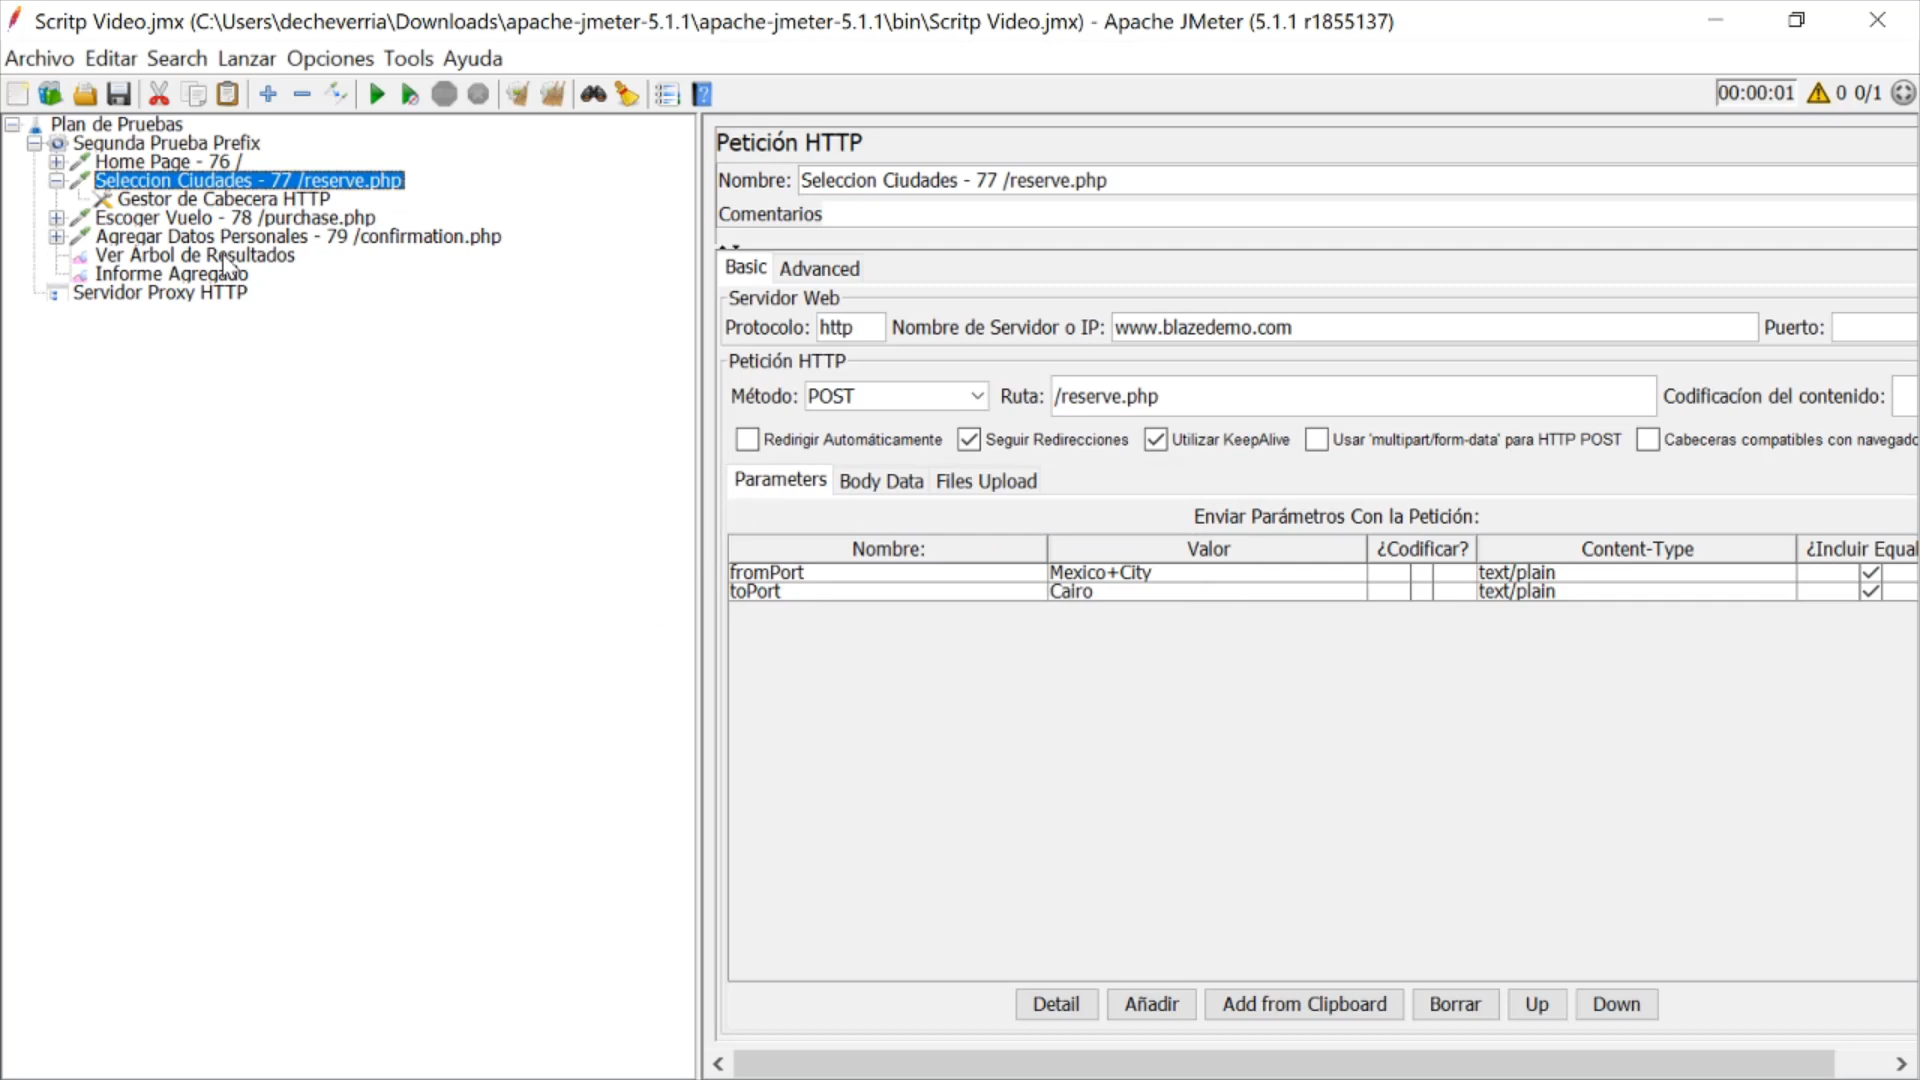 Scritp Video.jmx (C:\Users\decheverria\Downloads\apache-jmeter-5.1.1\apache-jmeter-5.1.1\bin\Scritp Video.jmx) - Apache JMeter (5.1.1 r1855137)
Archivo Editar Search Lanzar Opciones Tools Ayuda
00:00:01 0 0/1
Plan de Pruebas
Segunda Prueba Prefix
Home Page - 76 /
Seleccion Ciudades - 77 /reserve.php
Gestor de Cabecera HTTP
Escoger Vuelo - 78 /purchase.php
Agregar Datos Personales - 79 /confirmation.php
Ver Árbol de Resultados
Informe Agregado
Servidor Proxy HTTP
Petición HTTP
Nombre: Seleccion Ciudades - 77 /reserve.php
Comentarios
Basic Advanced
Servidor Web
Protocolo: http Nombre de Servidor o IP: www.blazedemo.com Puerto:
Petición HTTP
Método: POST Ruta: /reserve.php Codificacíon del contenido:
Redirigir Automáticamente Seguir Redirecciones Utilizar KeepAlive Usar 'multipart/form-data' para HTTP POST Cabeceras compatibles con navegado
Parameters Body Data Files Upload
Enviar Parámetros Con la Petición:
Nombre: Valor ¿Codificar? Content-Type ¿Incluir Equal
fromPort Mexico+City text/plain
toPort Cairo text/plain
Detail Añadir Add from Clipboard Borrar Up Down